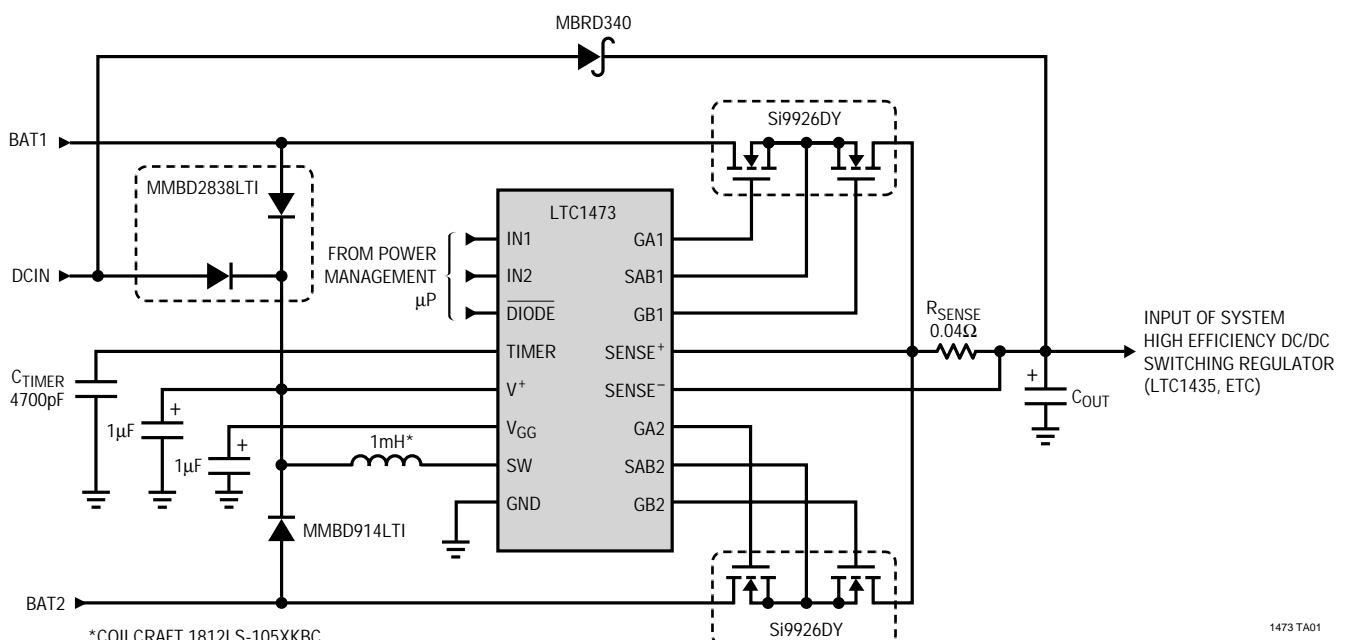 MBRD340
Si9926DY
BAT1
MMBD2838LTI
LTC1473
FROM POWER
MANAGEMENT
µP
IN1
GA1
DCIN
IN2
SAB1
DIODE
GB1
RSENSE
0.04Ω
INPUT OF SYSTEM
HIGH EFFICIENCY DC/DC
SWITCHING REGULATOR
(LTC1435, ETC)
TIMER
SENSE+
CTIMER
4700pF
V+
SENSE–
+
COUT
1µF
+
VGG
GA2
1µF
+
1mH*
SW
SAB2
GND
GB2
MMBD914LTI
BAT2
Si9926DY
*COILCRAFT 1812LS-105XKBC
1473 TA01